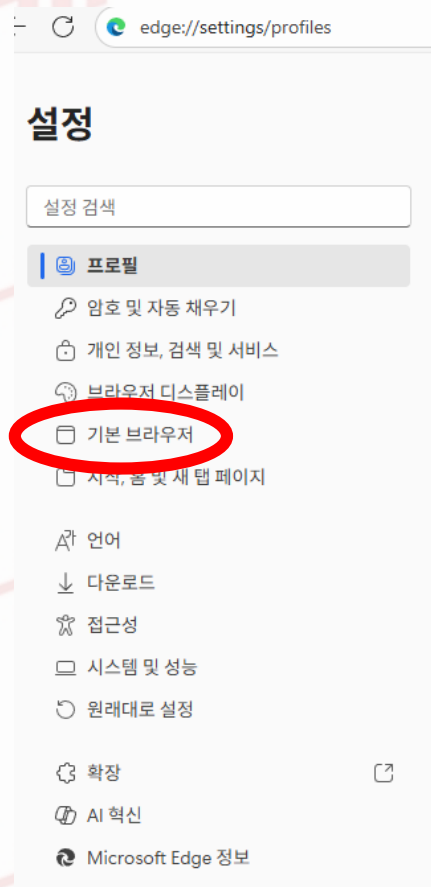 edge://settings/profiles
설정
설정 검색
프로필
암호 및 자동 채우기
개인 정보, 검색 및 서비스
브라우저 디스플레이
기본 브라우저
시작, 홈 및 새 탭 페이지
언어
다운로드
접근성
시스템 및 성능
원래대로 설정
확장
AI 혁신
Microsoft Edge 정보